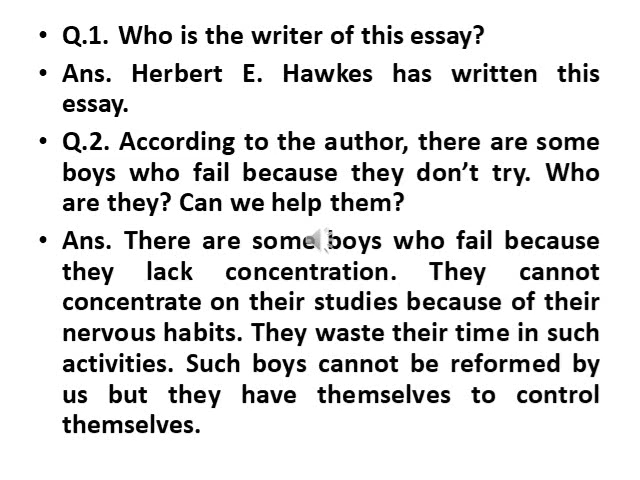 • Q.1. Who is the writer of this essay?
• Ans. Herbert E. Hawkes has written this
essay.
• Q.2. According to the author, there are some
boys who fail because they don’t try. Who
are they? Can we help them?
• Ans. There are some boys who fail because
they lack concentration. They cannot
concentrate on their studies because of their
nervous habits. They waste their time in such
activities. Such boys cannot be reformed by
us but they have themselves to control
themselves.